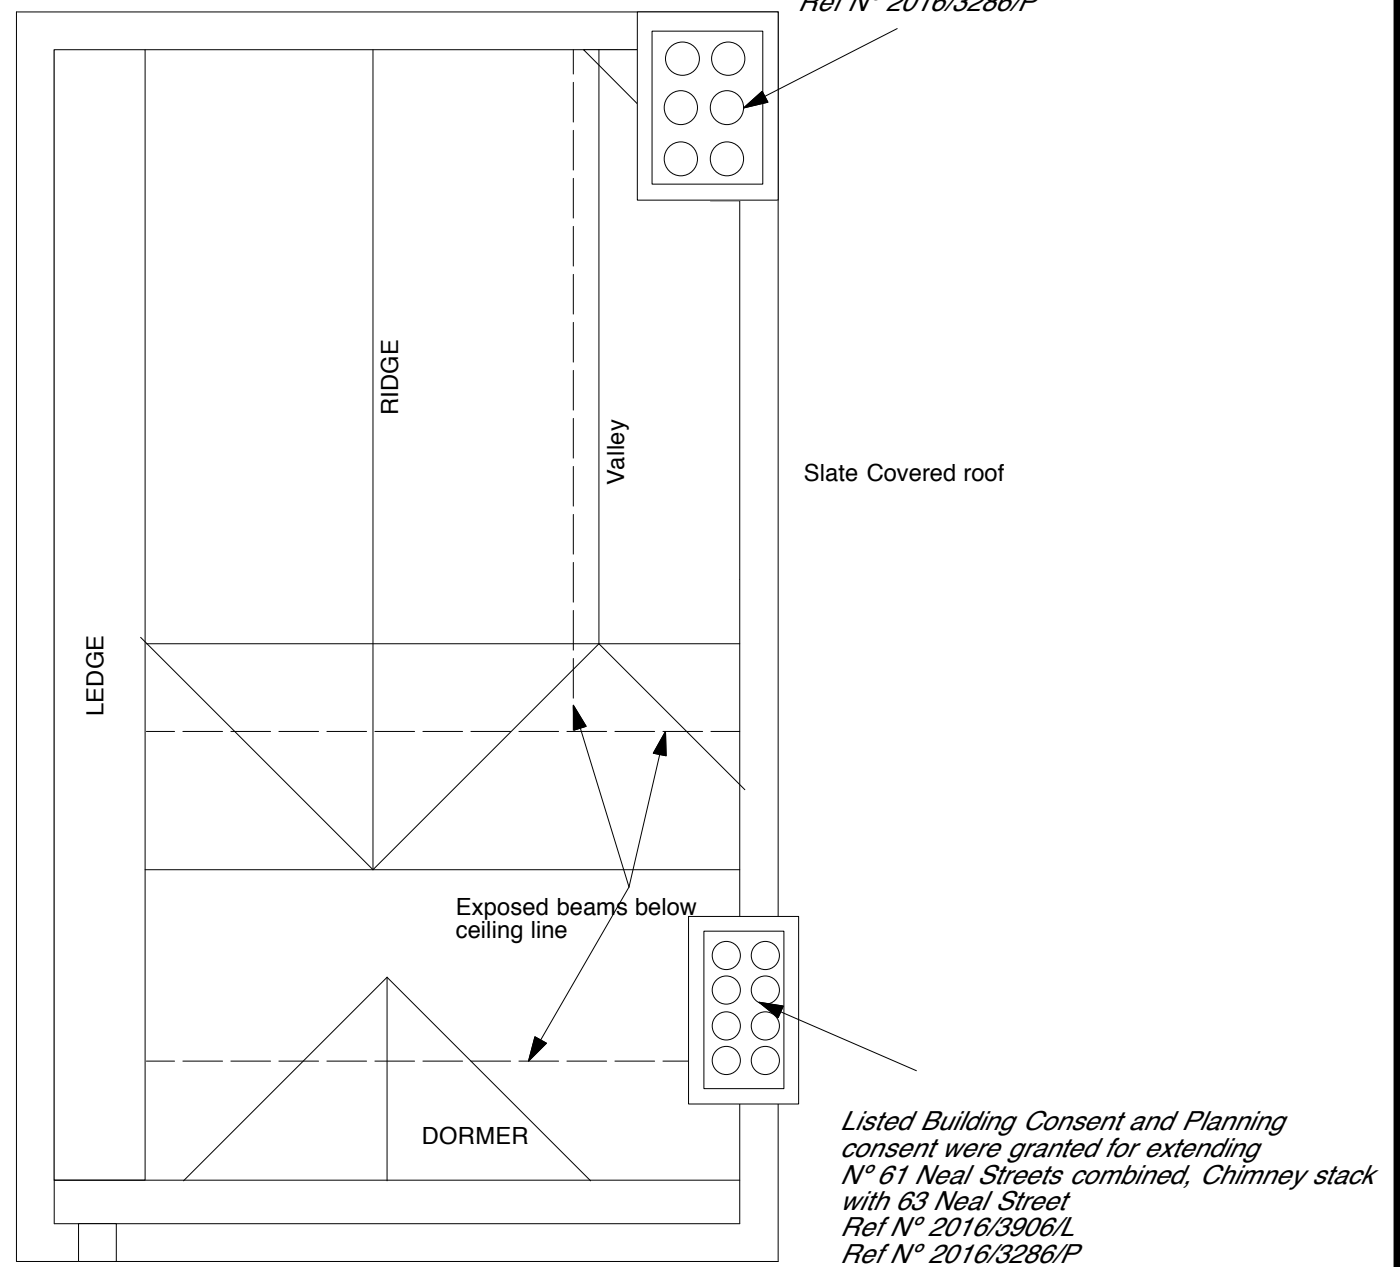 Ref Nº 2016/3286/P
RIDGE
Valley
Slate Covered roof
LEDGE
Exposed beams below
ceiling line
DORMER
Listed Building Consent and Planning
consent were granted for extending
Nº 61 Neal Streets combined, Chimney stack
with 63 Neal Street
Ref Nº 2016/3906/L
Ref Nº 2016/3286/P